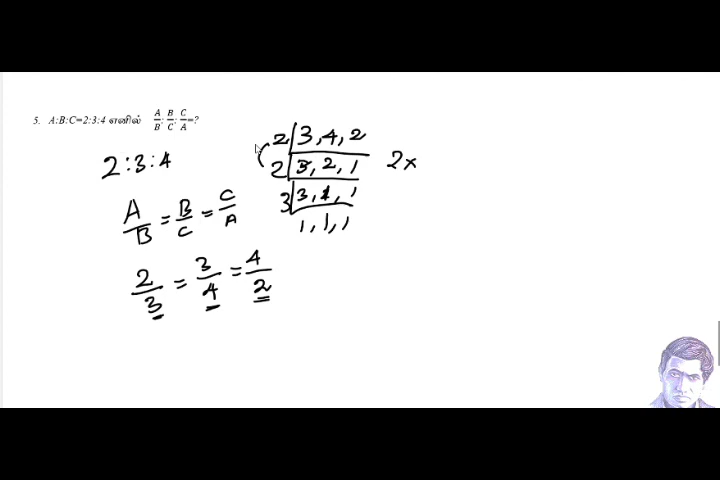 5. A:B:C=2:3:4 எனில் A/B:B/C:C/A=?
2:3:4
A/B = B/C = C/A
2/3 = 3/4 = 4/2
2 | 3, 4, 2
2 | 3, 2, 1
3 | 3, 1, 1
1, 1, 1
2×